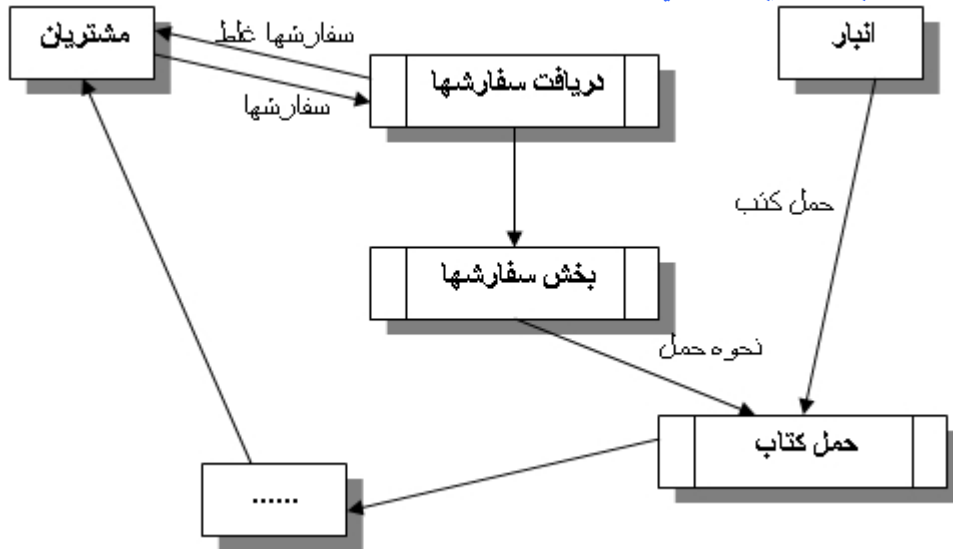 مشتریان
سفارشها غلط
سفارشها
دریافت سفارشها
انبار
حمل کتب
بخش سفارشها
نحوه حمل
حمل کتاب
......